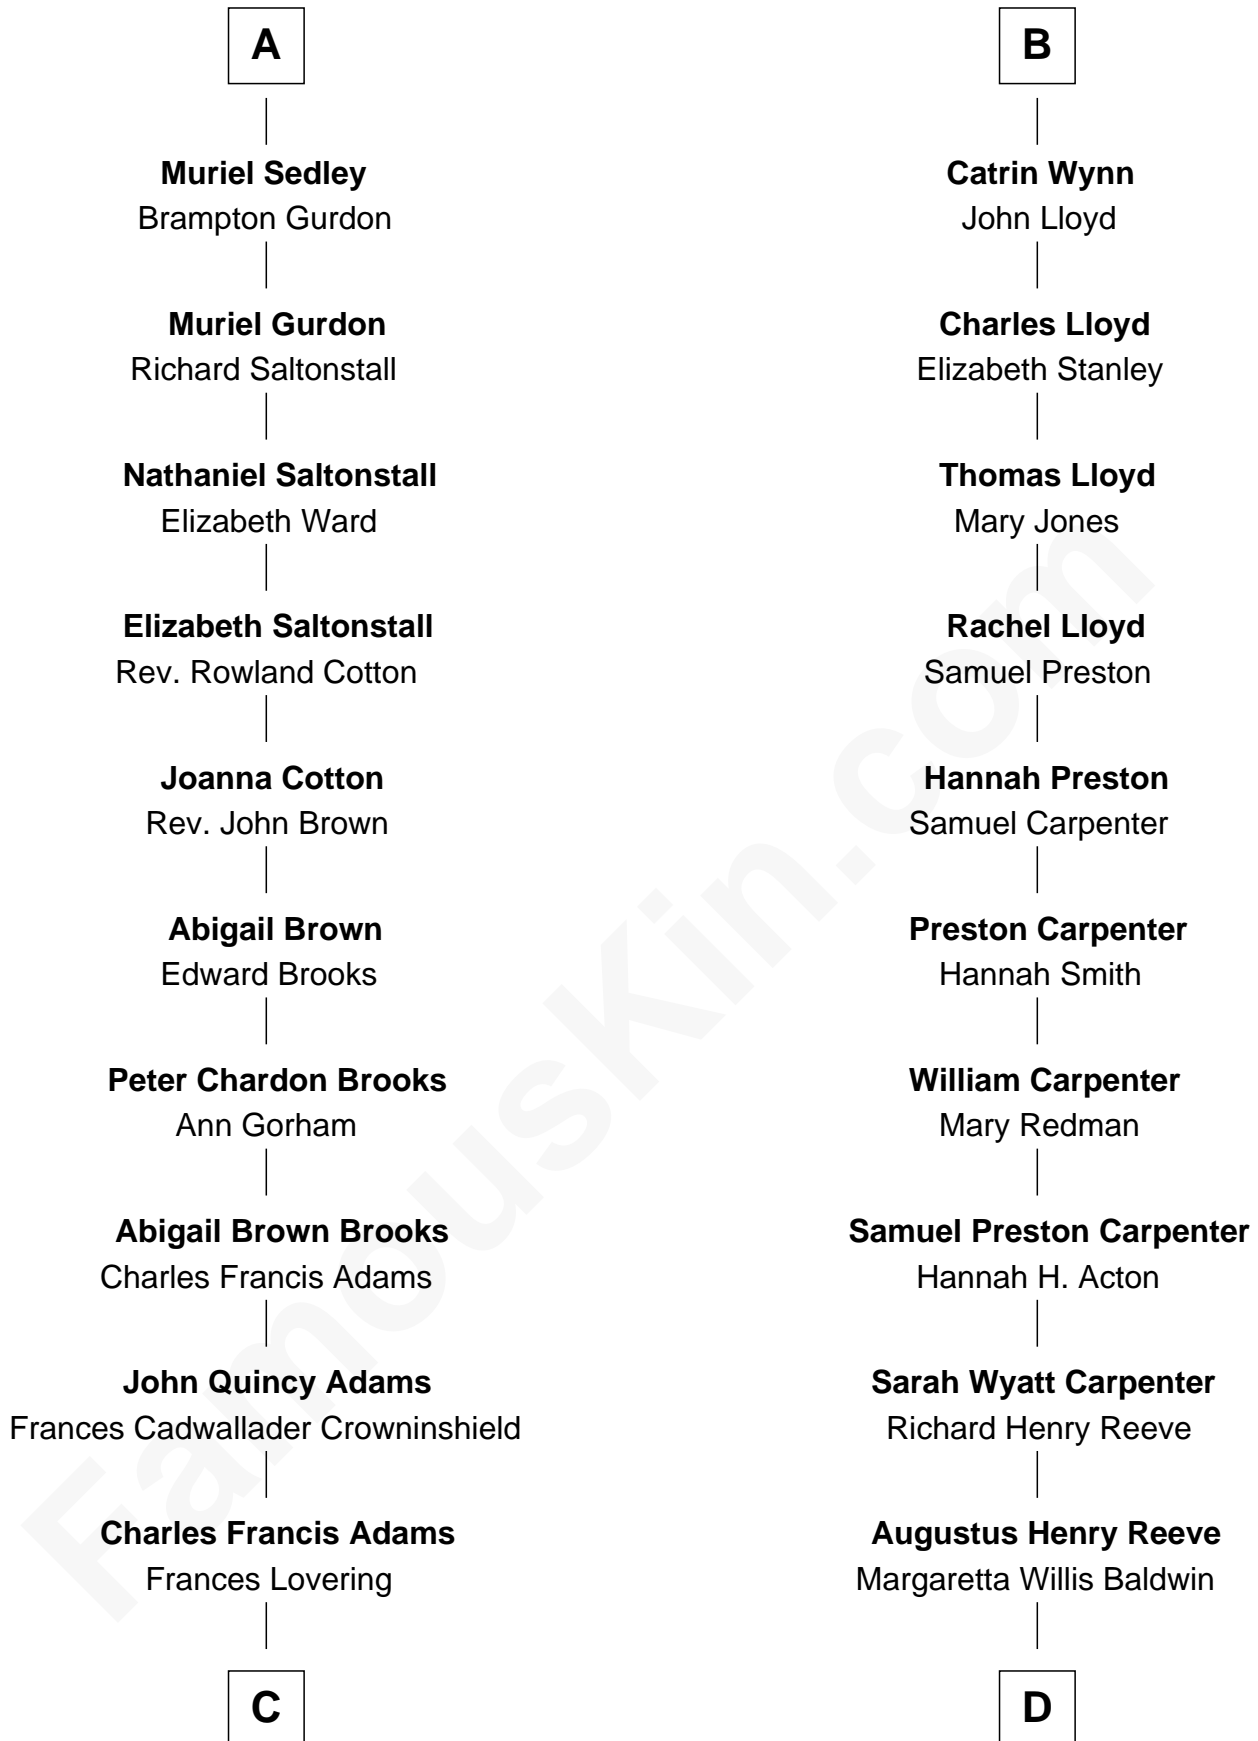 A
Muriel Sedley
Brampton Gurdon
Muriel Gurdon
Richard Saltonstall
Nathaniel Saltonstall
Elizabeth Ward
Elizabeth Saltonstall
Rev. Rowland Cotton
Joanna Cotton
Rev. John Brown
Abigail Brown
Edward Brooks
Peter Chardon Brooks
Ann Gorham
Abigail Brown Brooks
Charles Francis Adams
John Quincy Adams
Frances Cadwallader Crowninshield
Charles Francis Adams
Frances Lovering
C
B
Catrin Wynn
John Lloyd
Charles Lloyd
Elizabeth Stanley
Thomas Lloyd
Mary Jones
Rachel Lloyd
Samuel Preston
Hannah Preston
Samuel Carpenter
Preston Carpenter
Hannah Smith
William Carpenter
Mary Redman
Samuel Preston Carpenter
Hannah H. Acton
Sarah Wyatt Carpenter
Richard Henry Reeve
Augustus Henry Reeve
Margaretta Willis Baldwin
D
FamousKin.com